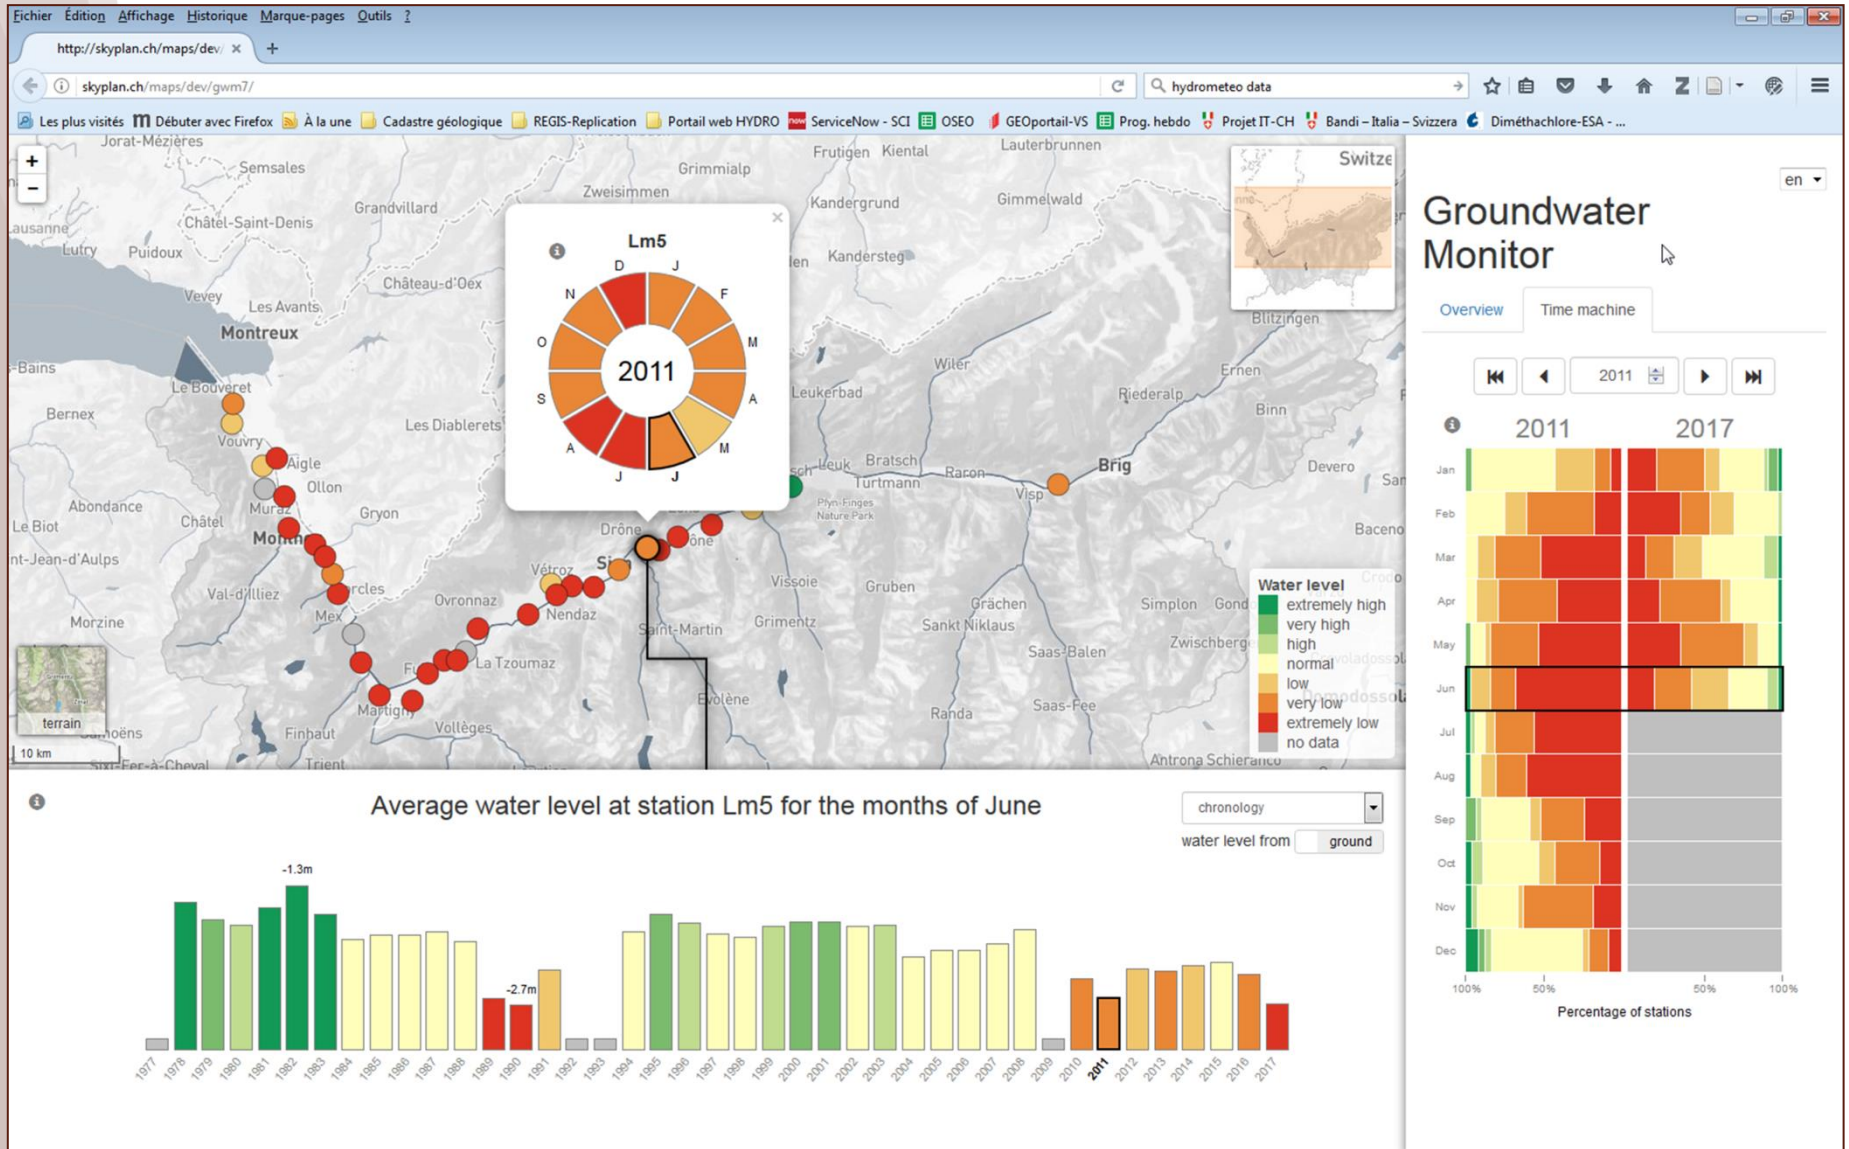 Fichier Édition Affichage Historique Marque-pages Outils ?
http://skyplan.ch/maps/dev/ × +
skyplan.ch/maps/dev/gwm7/
hydrometeo data
Les plus visités Débuter avec Firefox À la une Cadastre géologique REGIS-Replication Portail web HYDRO now ServiceNow - SCI OSEO GEOportail-VS Prog. hebdo Projet IT-CH Bandi – Italia – Svizzera Diméthachlore-ESA - ...
+
−
Jorat-Mézières
Semsales
Grandvillard
Châtel-Saint-Denis
Lutry
Puidoux
Vevey
Les Avants
Château-d'Oex
Montreux
Zweisimmen
Grimmialp
Frutigen
Kiental
Lauterbrunnen
Kandergrund
Gimmelwald
Kandersteg
Switze
Blitzingen
Le Bouveret
Bernex
Les Diablerets
Vouvry
Aigle
Ollon
Abondance
Muraz
Châtel
Gryon
Le Biot
Val-d'Illiez
Morzine
Mex
Ovronnaz
Vétroz
Nendaz
La Tzoumaz
Vollèges
Finhaut
Trient
Sixt-Fer-à-Cheval
Leukerbad
Wiler
Ernen
Riederalp
Binn
Leuk
Bratsch
Turtmann
Raron
Visp
Brig
Devero
Pfyn-Finges
Nature Park
Baceno
Drône
Vissoie
Gruben
Grächen
Simplon
Saint-Martin
Grimentz
Sankt Niklaus
Saas-Balen
Evolène
Randa
Saas-Fee
Antrona Schieranco
terrain
10 km
×
Lm5
D J F M A M J J A S O N
2011
Water level
extremely high
very high
high
normal
low
very low
extremely low
no data
Average water level at station Lm5 for the months of June
chronology
water level from ground
-1.3m
-2.7m
1977 1978 1979 1980 1981 1982 1983 1984 1985 1986 1987 1988 1989 1990 1991 1992 1993 1994 1995 1996 1997 1998 1999 2000 2001 2002 2003 2004 2005 2006 2007 2008 2009 2010 2011 2012 2013 2014 2015 2016 2017
en
Groundwater
Monitor
Overview Time machine
2011
2011 2017
Jan
Feb
Mar
Apr
May
Jun
Jul
Aug
Sep
Oct
Nov
Dec
100% 50% 50% 100%
Percentage of stations